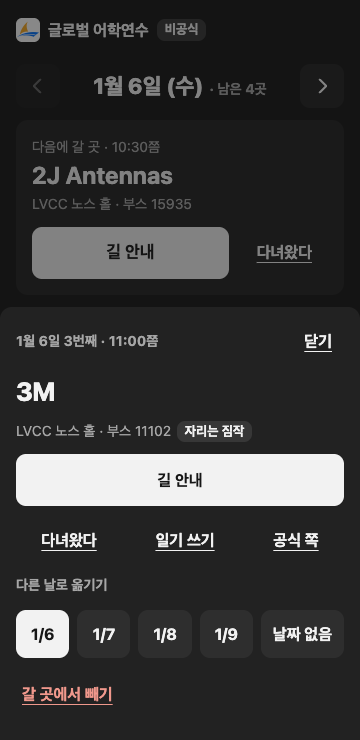 글로벌 어학연수 비공식
1월 6일 (수) · 남은 4곳
다음에 갈 곳 · 10:30쯤
2J Antennas
LVCC 노스 홀 · 부스 15935
길 안내 다녀왔다
1월 6일 3번째 · 11:00쯤 닫기
3M
LVCC 노스 홀 · 부스 11102 자리는 짐작
길 안내
다녀왔다 일기 쓰기 공식 쪽
다른 날로 옮기기
1/6 1/7 1/8 1/9 날짜 없음
갈 곳에서 빼기